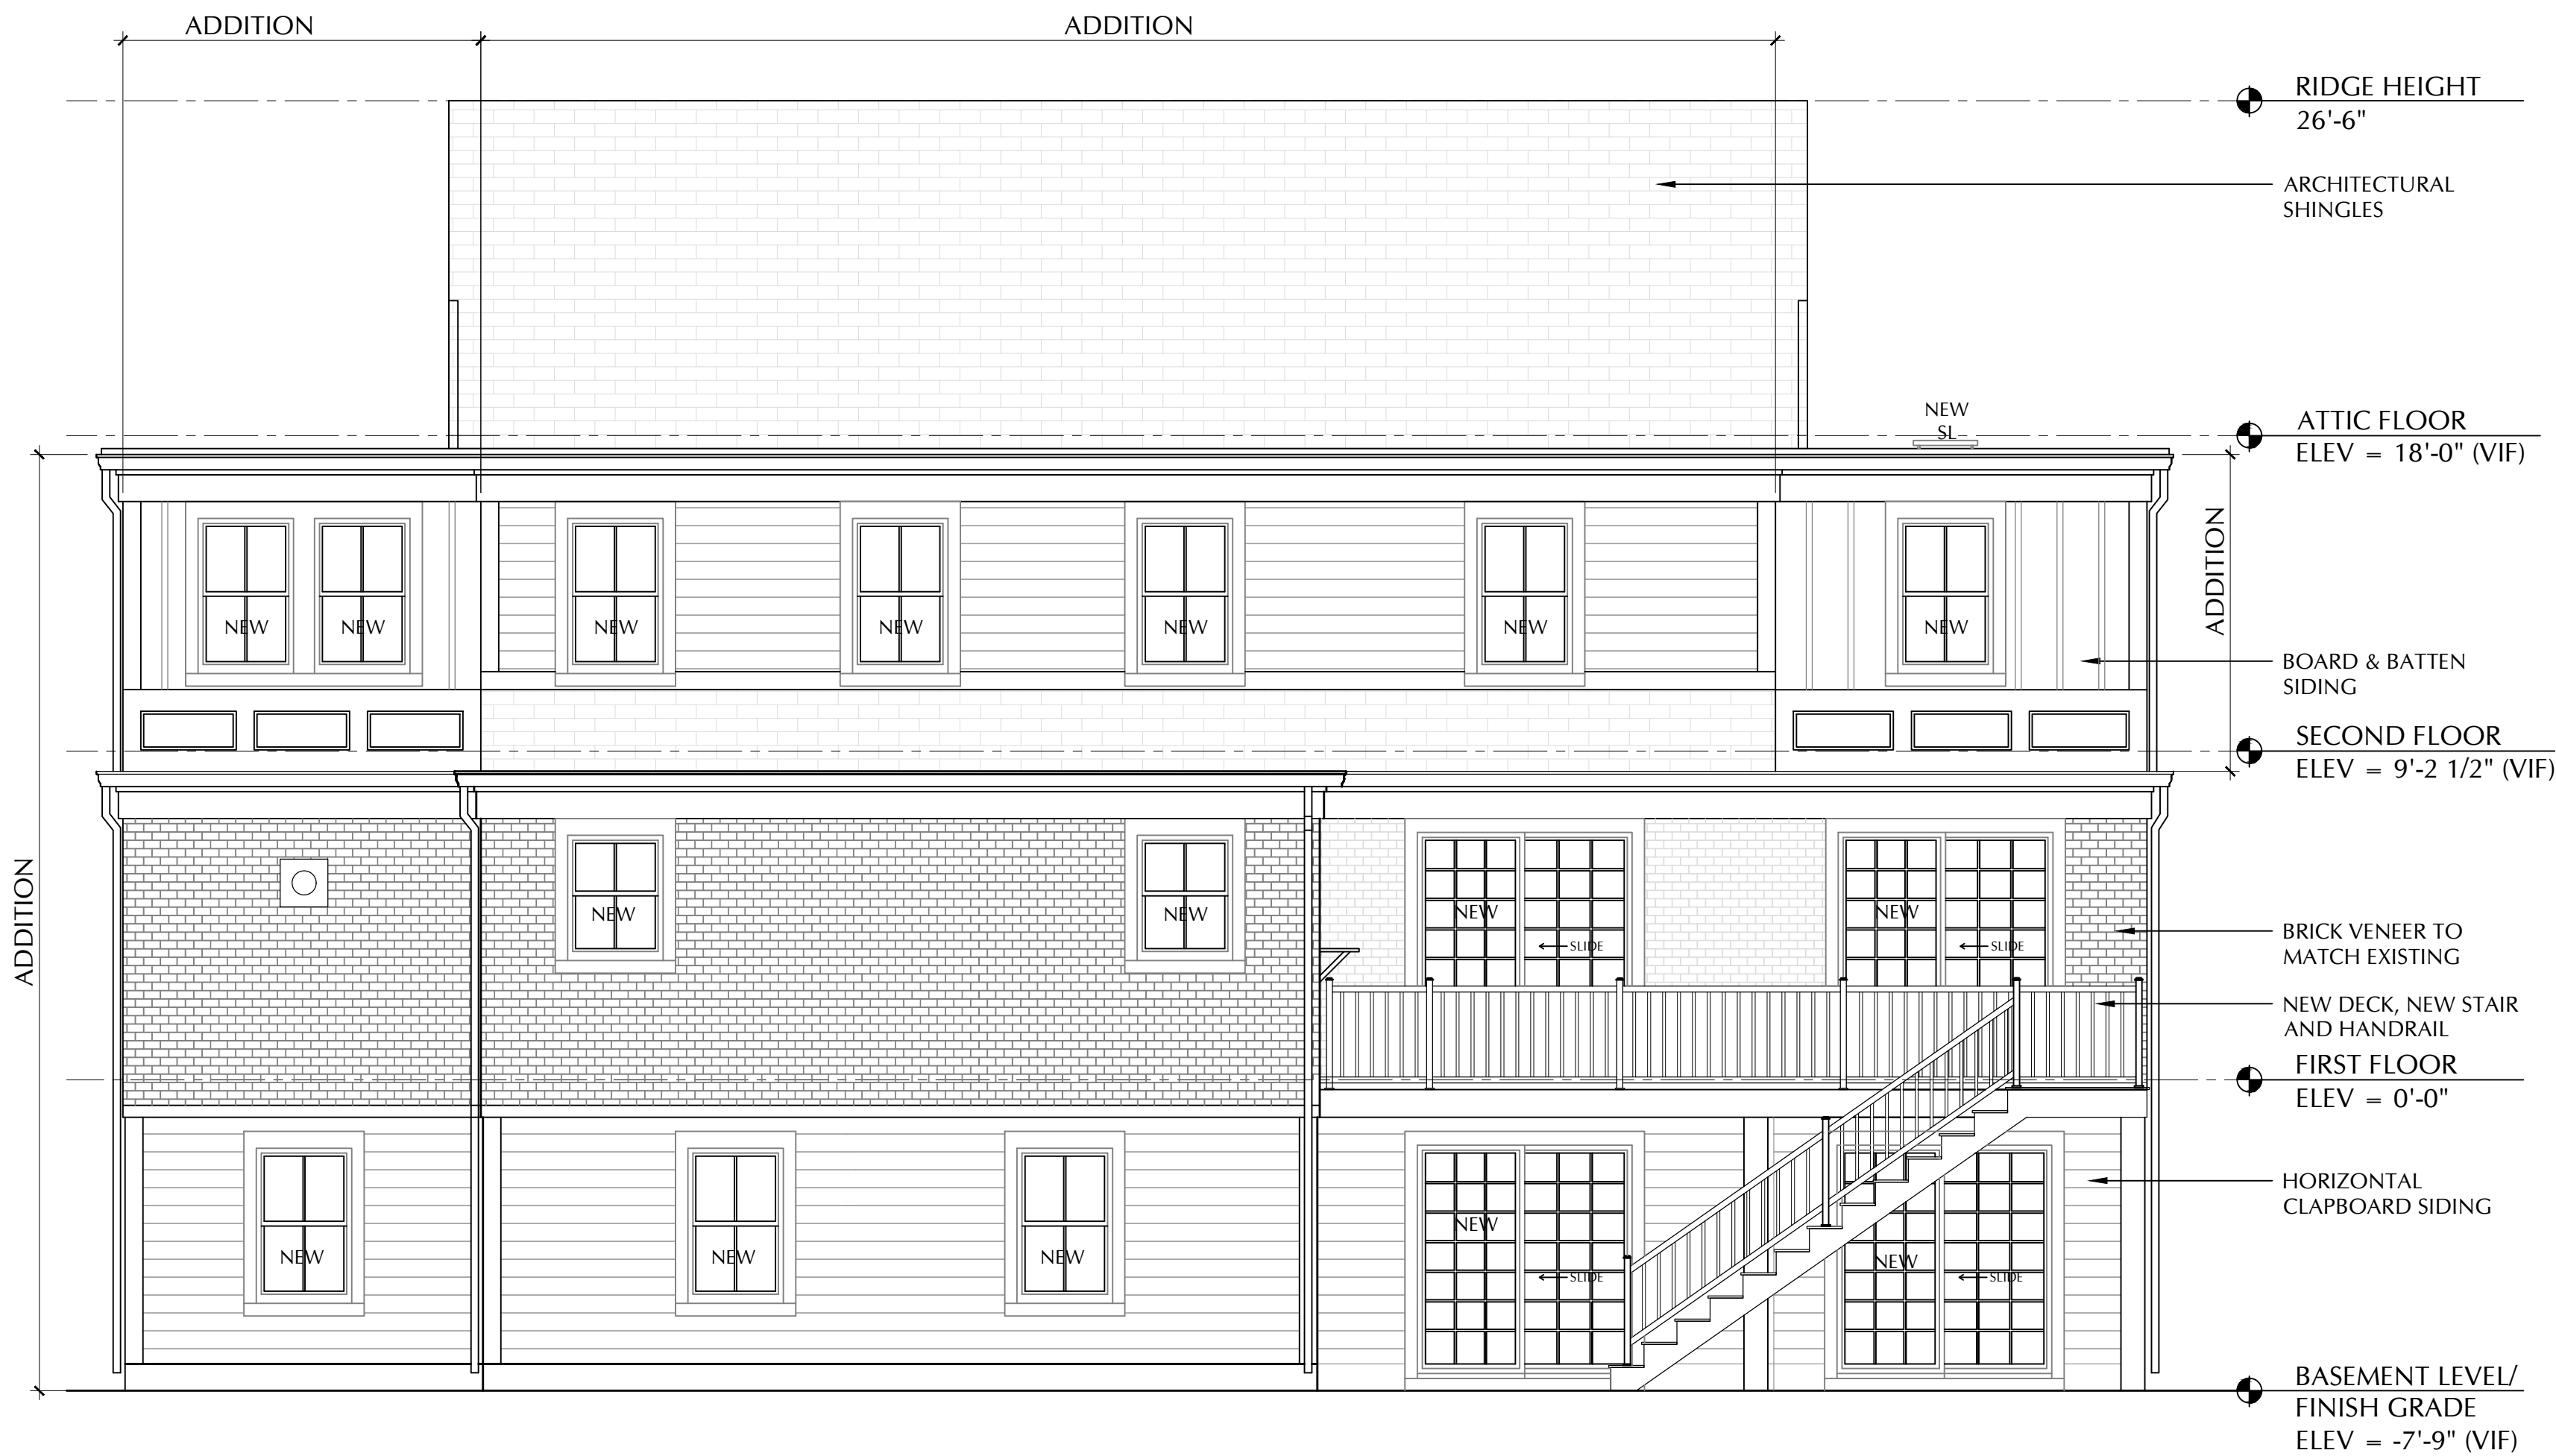 ADDITION
ADDITION
RIDGE HEIGHT
26'-6"
ARCHITECTURAL
SHINGLES
NEW
SL
ATTIC FLOOR
ELEV = 18'-0" (VIF)
ADDITION
NEW
NEW
NEW
NEW
NEW
NEW
NEW
BOARD & BATTEN
SIDING
SECOND FLOOR
ELEV = 9'-2 1/2" (VIF)
ADDITION
NEW
NEW
NEW
SLIDE
NEW
SLIDE
BRICK VENEER TO
MATCH EXISTING
NEW DECK, NEW STAIR
AND HANDRAIL
FIRST FLOOR
ELEV = 0'-0"
HORIZONTAL
CLAPBOARD SIDING
NEW
NEW
NEW
NEW
SLIDE
NEW
SLIDE
BASEMENT LEVEL/
FINISH GRADE
ELEV = -7'-9" (VIF)